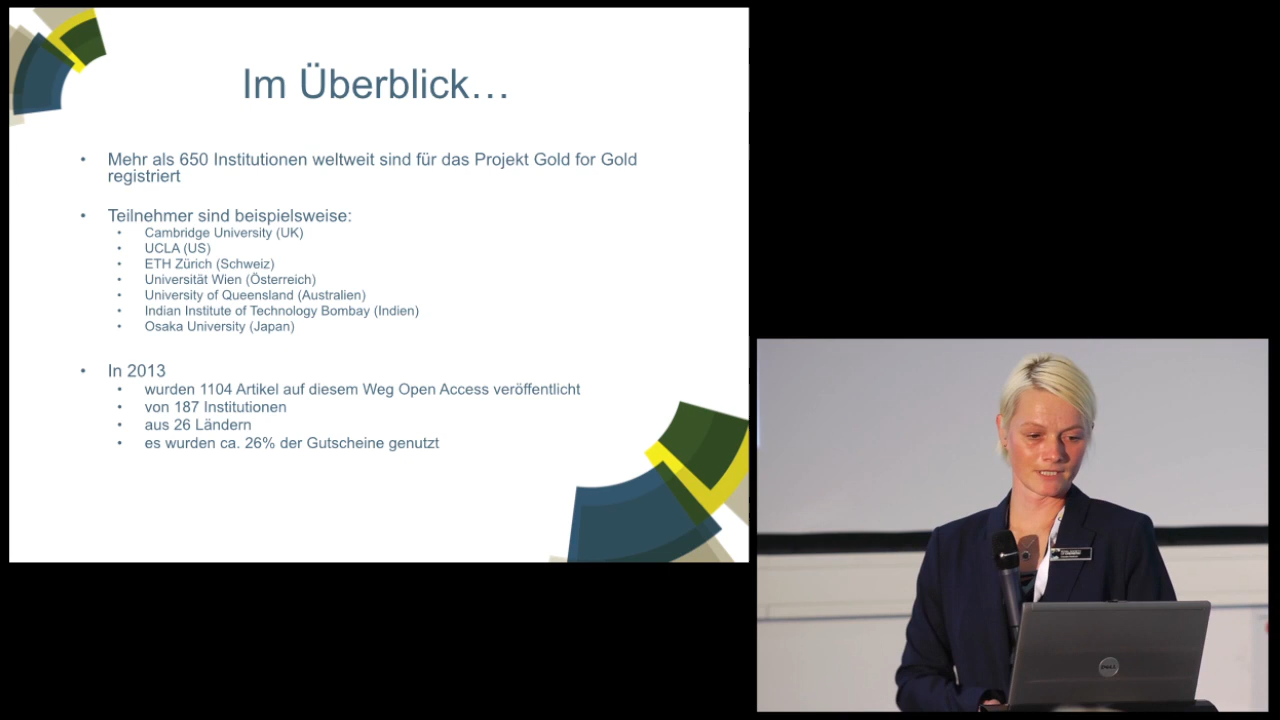 Im Überblick…
• Mehr als 650 Institutionen weltweit sind für das Projekt Gold for Gold
registriert
• Teilnehmer sind beispielsweise:
• Cambridge University (UK)
• UCLA (US)
• ETH Zürich (Schweiz)
• Universität Wien (Österreich)
• University of Queensland (Australien)
• Indian Institute of Technology Bombay (Indien)
• Osaka University (Japan)
• In 2013
• wurden 1104 Artikel auf diesem Weg Open Access veröffentlicht
• von 187 Institutionen
• aus 26 Ländern
• es wurden ca. 26% der Gutscheine genutzt
DELL